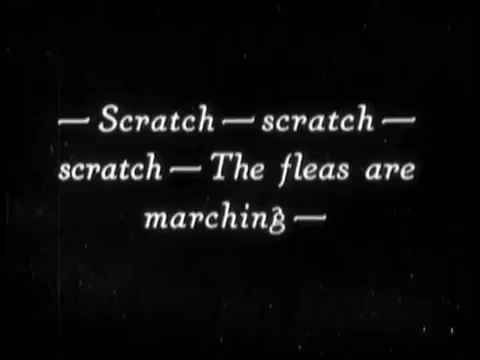 — Scratch — scratch —
scratch — The fleas are
marching —